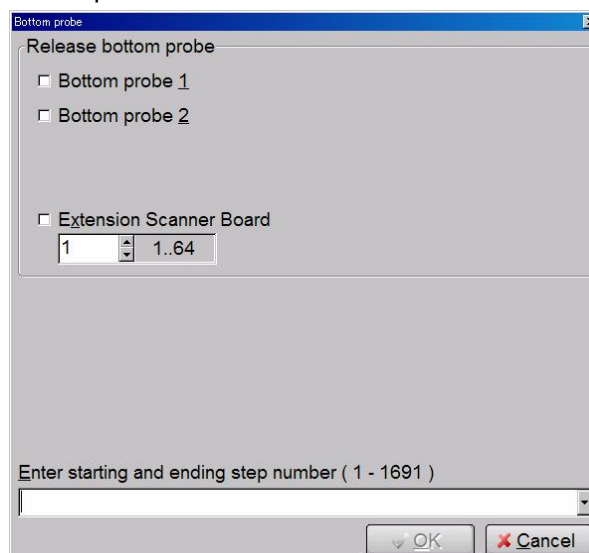 Bottom probe
Release bottom probe
Bottom probe 1
Bottom probe 2
Extension Scanner Board
1 1..64
Enter starting and ending step number ( 1 - 1691 )
OK Cancel